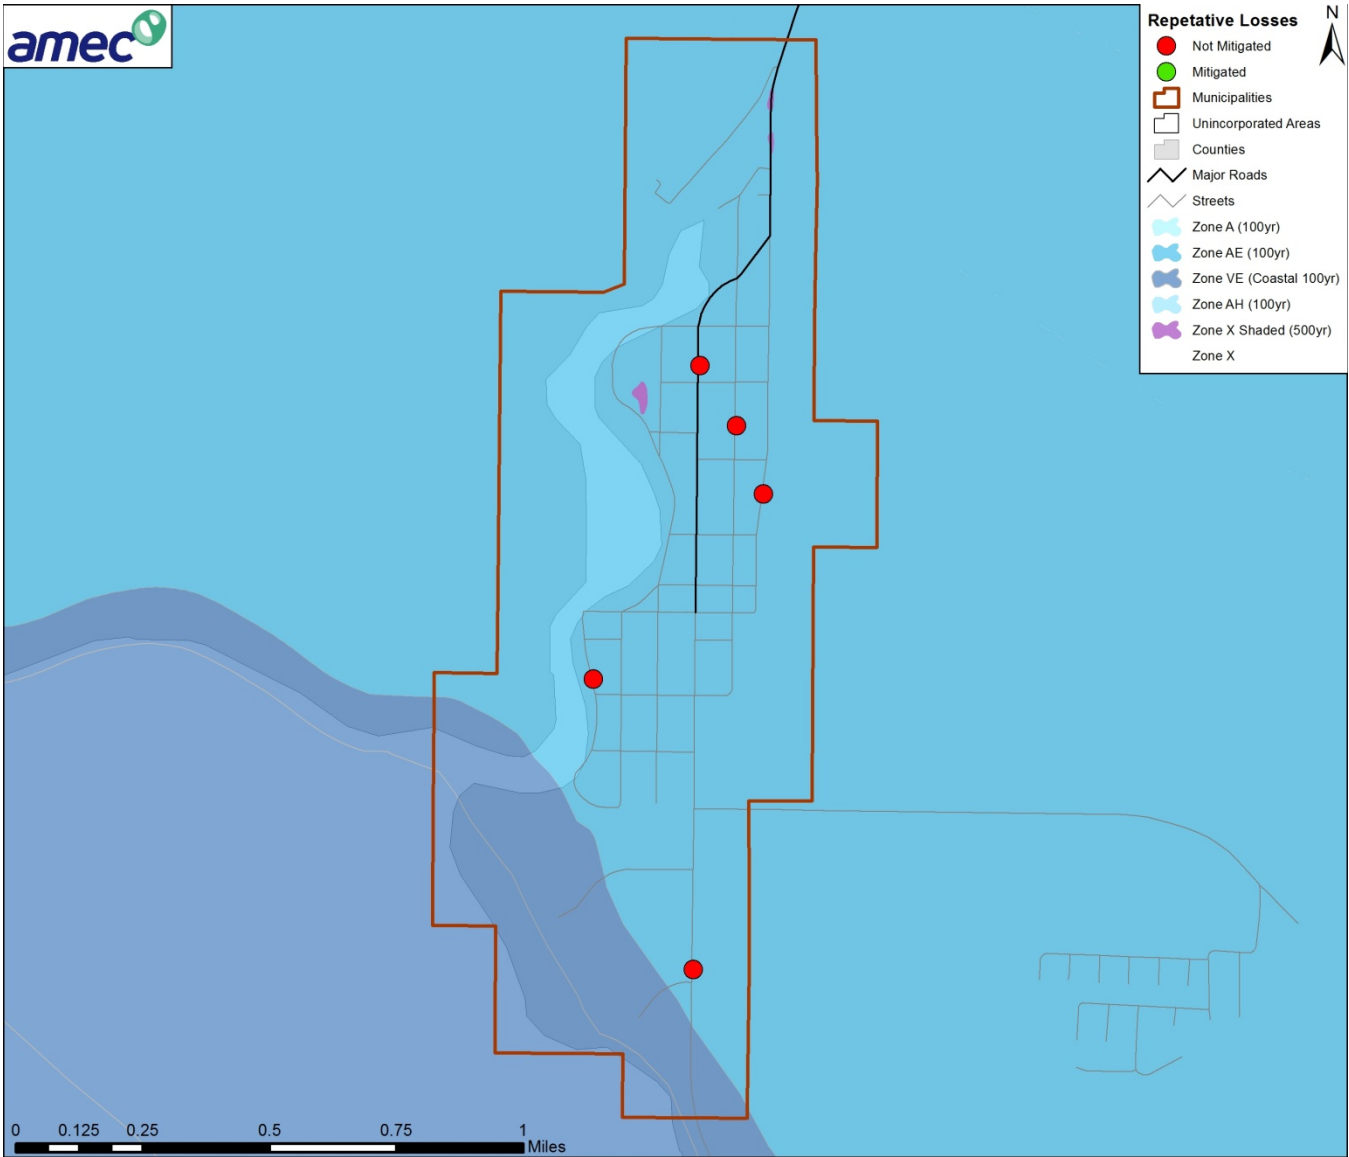 amec
Repetative Losses
N
Not Mitigated
Mitigated
Municipalities
Unincorporated Areas
Counties
Major Roads
Streets
Zone A (100yr)
Zone AE (100yr)
Zone VE (Coastal 100yr)
Zone AH (100yr)
Zone X Shaded (500yr)
Zone X
0 0.125 0.25 0.5 0.75 1
Miles